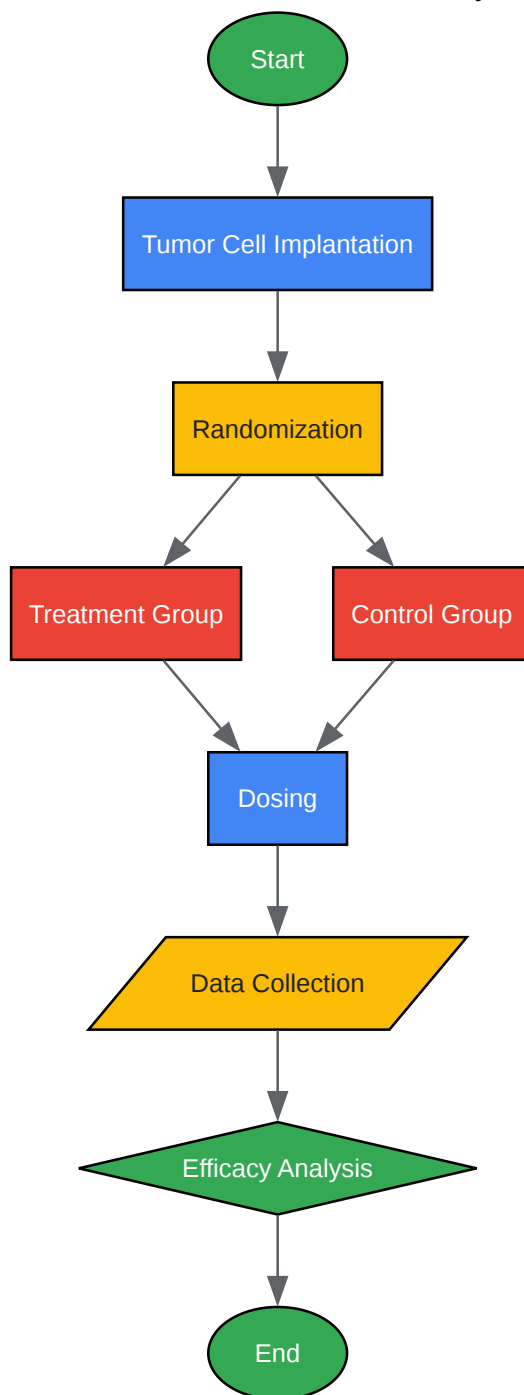 Start
Tumor Cell Implantation
Randomization
Treatment Group
Control Group
Dosing
Data Collection
Efficacy Analysis
End